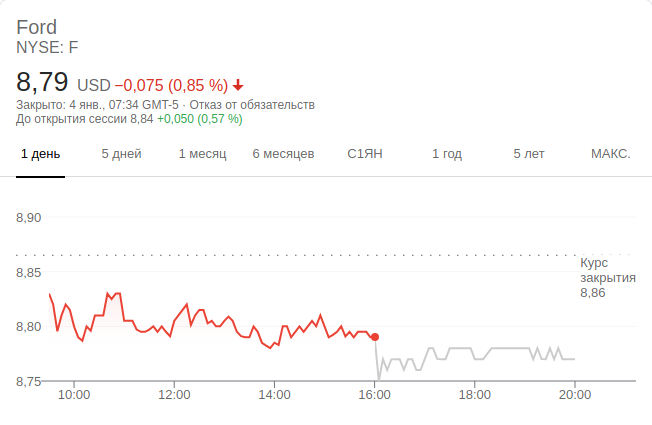 Ford
NYSE: F
8,79 USD −0,075 (0,85 %)
Закрыто: 4 янв., 07:34 GMT-5 · Отказ от обязательств
До открытия сессии 8,84 +0,050 (0,57 %)
1 день 5 дней 1 месяц 6 месяцев С1ЯН 1 год 5 лет МАКС.
8,90
Курс
закрытия
8,86
8,85
8,80
8,75
10:00 12:00 14:00 16:00 18:00 20:00